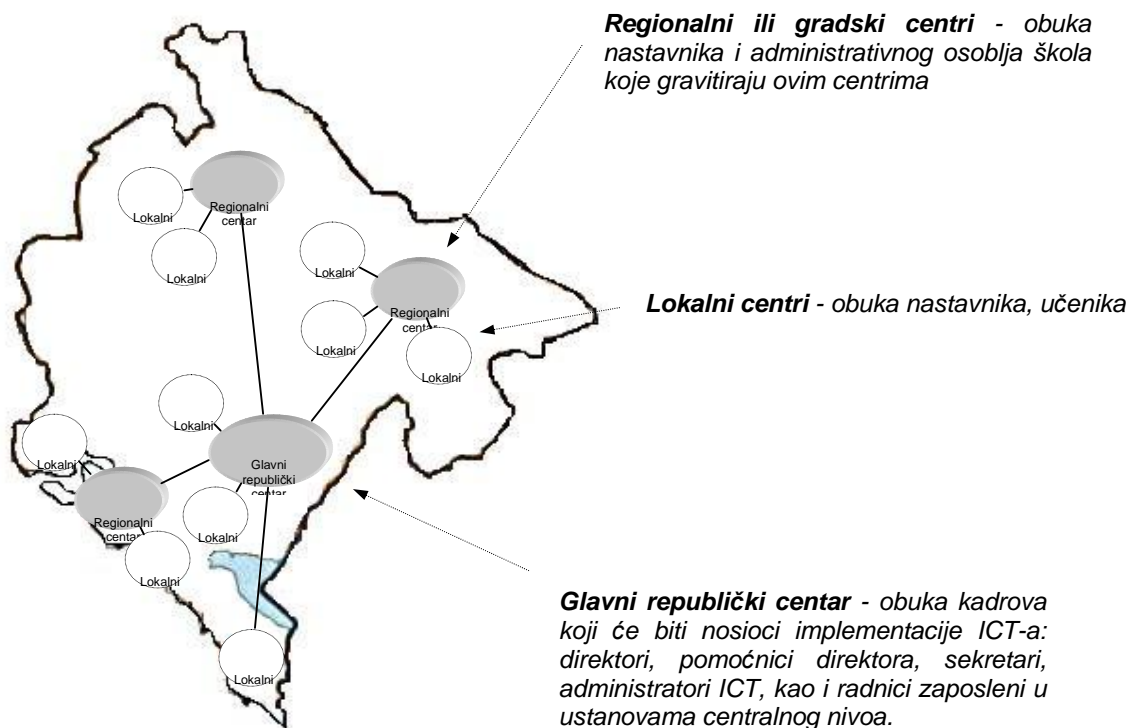 Regionalni ili gradski centri - obuka
nastavnika i administrativnog osoblja škola
koje gravitiraju ovim centrima
Lokalni
Regionalni
centar
Lokalni
Lokalni
Regionalni
centar
Lokalni
Lokalni
Lokalni centri - obuka nastavnika, učenika
Lokalni
Lokalni
Glavni
republički
centar
Regionalni
centar
Lokalni
Lokalni
Lokalni
Glavni republički centar - obuka kadrova
koji će biti nosioci implementacije ICT-a:
direktori, pomoćnici direktora, sekretari,
administratori ICT, kao i radnici zaposleni u
ustanovama centralnog nivoa.